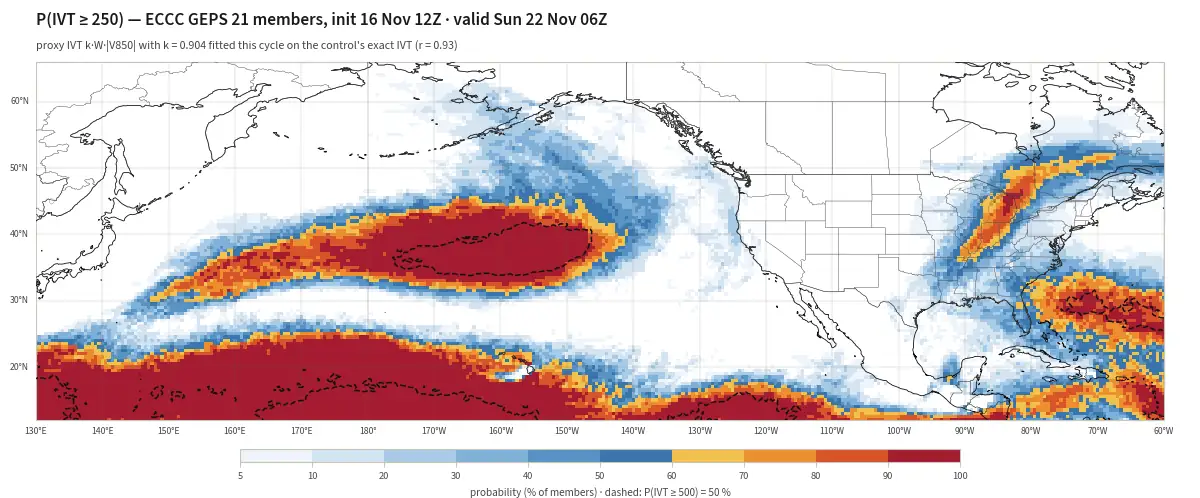 P(IVT ≥ 250) — ECCC GEPS 21 members, init 16 Nov 12Z · valid Sun 22 Nov 06Z
proxy IVT k·W·|V850| with k = 0.904 fitted this cycle on the control's exact IVT (r = 0.93)
60°N
50°N
40°N
30°N
20°N
130°E 140°E 150°E 160°E 170°E 180° 170°W 160°W 150°W 140°W 130°W 120°W 110°W 100°W 90°W 80°W 70°W 60°W
5 10 20 30 40 50 60 70 80 90 100
probability (% of members) · dashed: P(IVT ≥ 500) = 50 %